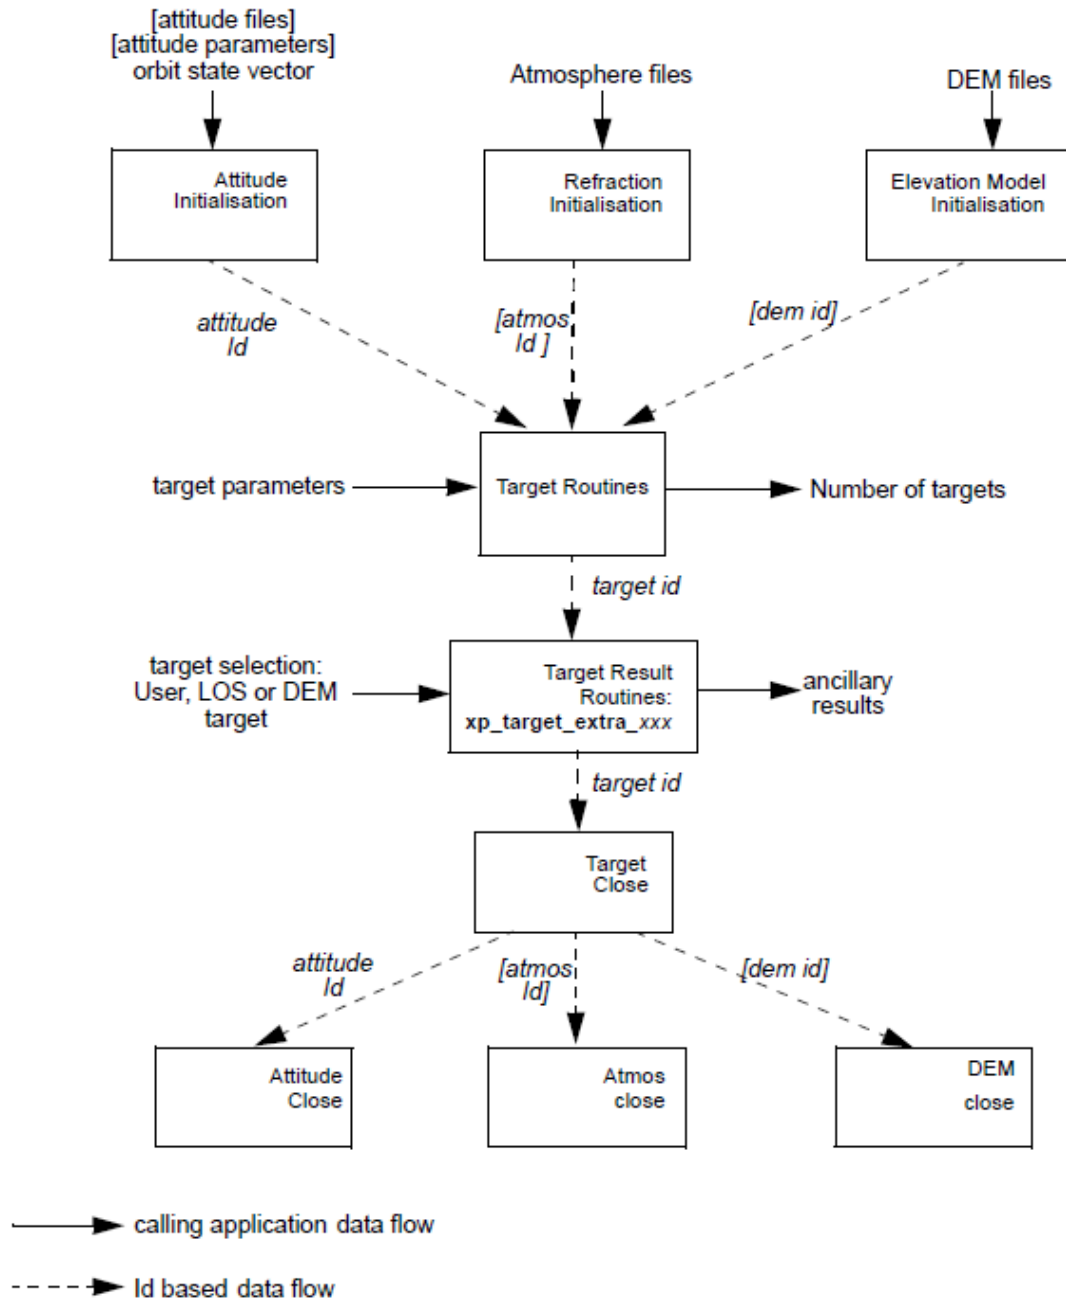 [attitude files]
[attitude parameters]
orbit state vector
Atmosphere files
DEM files
Attitude
Initialisation
Refraction
Initialisation
Elevation Model
Initialisation
attitude
Id
[atmos
Id ]
[dem id]
target parameters
Target Routines
Number of targets
target id
target selection:
User, LOS or DEM
target
Target Result
Routines:
xp_target_extra_xxx
ancillary
results
target id
Target
Close
attitude
Id
[atmos
Id]
[dem id]
Attitude
Close
Atmos
close
DEM
close
calling application data flow
Id based data flow